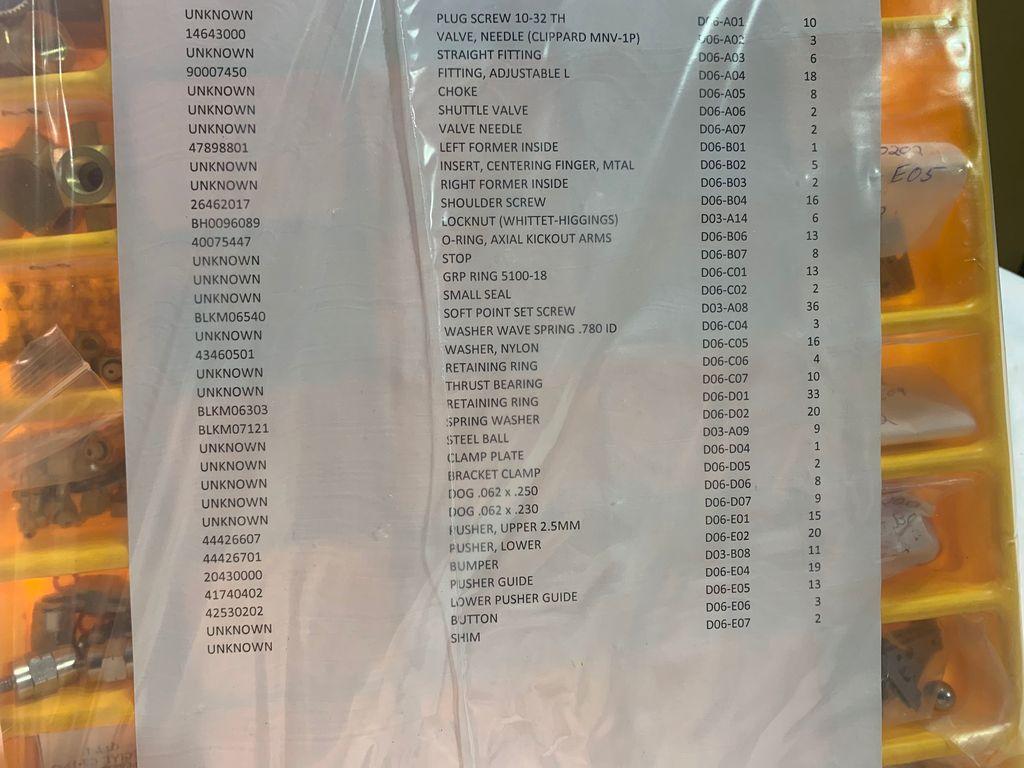 UNKNOWN PLUG SCREW 10-32 TH D06-A01 10
14643000 VALVE, NEEDLE (CLIPPARD MNV-1P) D06-A02 3
UNKNOWN STRAIGHT FITTING D06-A03 6
90007450 FITTING, ADJUSTABLE L D06-A04 18
UNKNOWN CHOKE D06-A05 8
UNKNOWN SHUTTLE VALVE D06-A06 2
UNKNOWN VALVE NEEDLE D06-A07 2
47898801 LEFT FORMER INSIDE D06-B01 1
UNKNOWN INSERT, CENTERING FINGER, MTAL D06-B02 5
UNKNOWN RIGHT FORMER INSIDE D06-B03 2
26462017 SHOULDER SCREW D06-B04 16
BH0096089 LOCKNUT (WHITTET-HIGGINGS) D03-A14 6
40075447 O-RING, AXIAL KICKOUT ARMS D06-B06 13
UNKNOWN STOP D06-B07 8
UNKNOWN GRP RING 5100-18 D06-C01 13
UNKNOWN SMALL SEAL D06-C02 2
BLKM06540 SOFT POINT SET SCREW D03-A08 36
UNKNOWN WASHER WAVE SPRING .780 ID D06-C04 3
43460501 WASHER, NYLON D06-C05 16
UNKNOWN RETAINING RING D06-C06 4
UNKNOWN THRUST BEARING D06-C07 10
BLKM06303 RETAINING RING D06-D01 33
BLKM07121 SPRING WASHER D06-D02 20
UNKNOWN STEEL BALL D03-A09 9
UNKNOWN CLAMP PLATE D06-D04 1
UNKNOWN BRACKET CLAMP D06-D05 2
UNKNOWN DOG .062 x .250 D06-D06 8
UNKNOWN DOG .062 x .230 D06-D07 9
44426607 PUSHER, UPPER 2.5MM D06-E01 15
44426701 PUSHER, LOWER D06-E02 20
20430000 BUMPER D03-B08 11
41740402 PUSHER GUIDE D06-E04 19
42530202 LOWER PUSHER GUIDE D06-E05 13
UNKNOWN BUTTON D06-E06 3
UNKNOWN SHIM D06-E07 2
E05